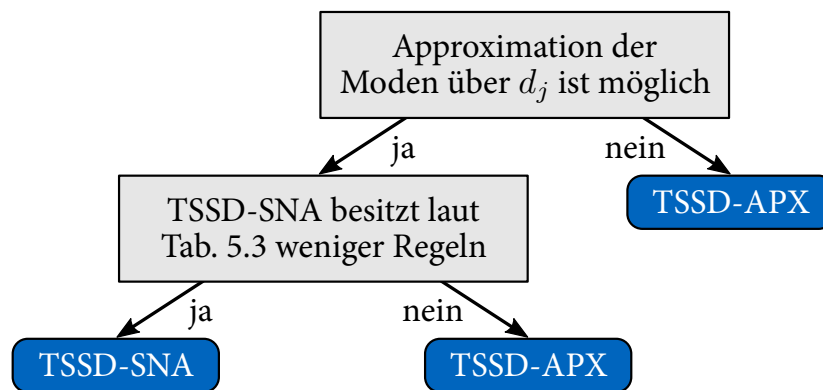 Approximation der
Moden über d_j ist möglich
ja
nein
TSSD-APX
TSSD-SNA besitzt laut
Tab. 5.3 weniger Regeln
ja
nein
TSSD-SNA
TSSD-APX